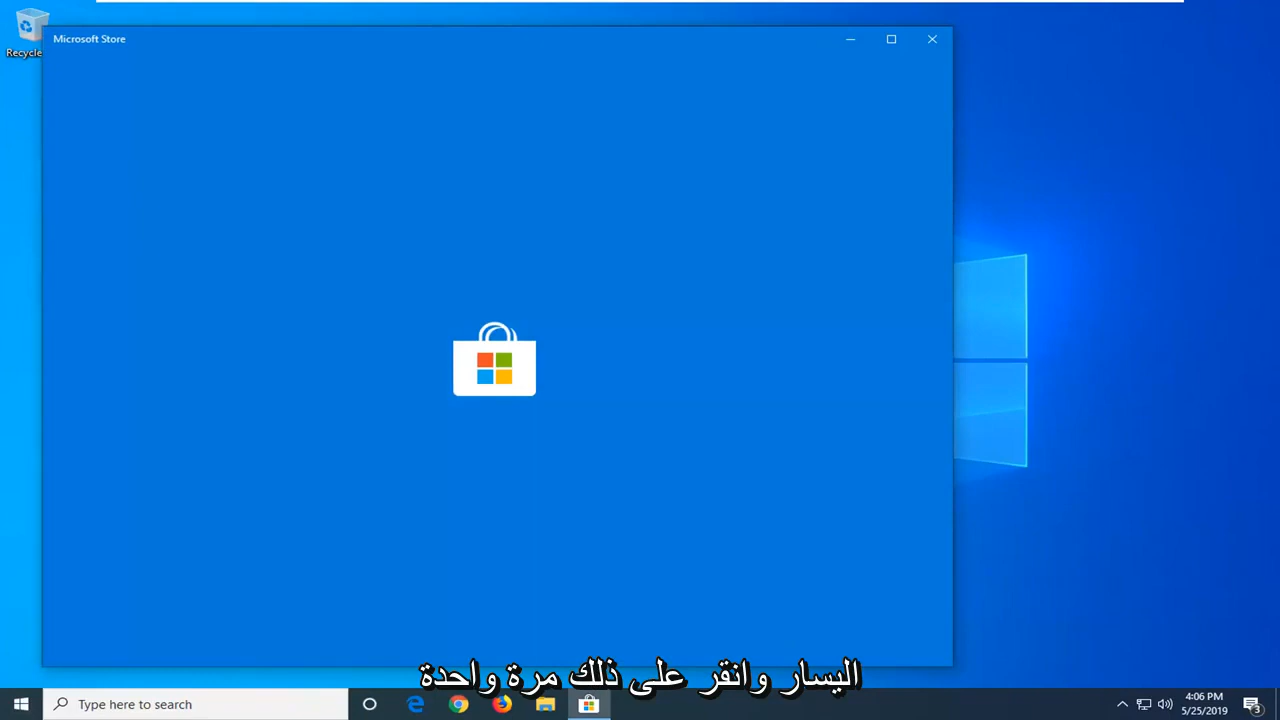 Recycle
Microsoft Store
اليسار وانقر على ذلك مرة واحدة
Type here to search
4:06 PM
5/25/2019
3